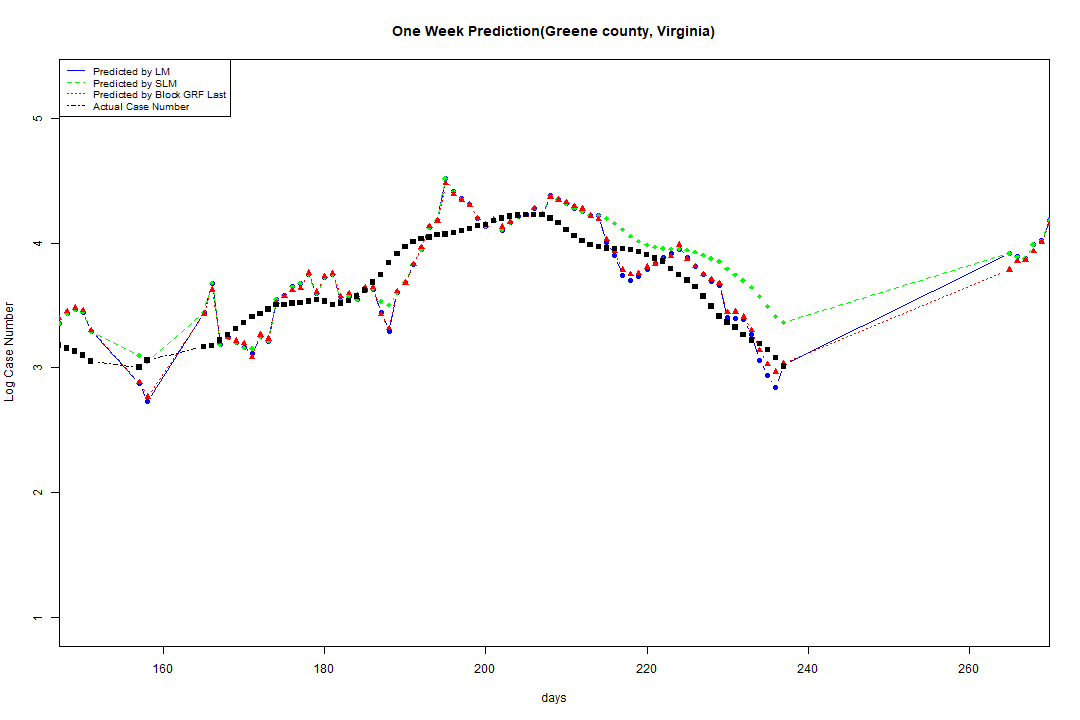 One Week Prediction(Greene county, Virginia)
Predicted by LM
Predicted by SLM
Predicted by Block GRF Last
Actual Case Number
5
4
3
2
1
Log Case Number
160
180
200
220
240
260
days